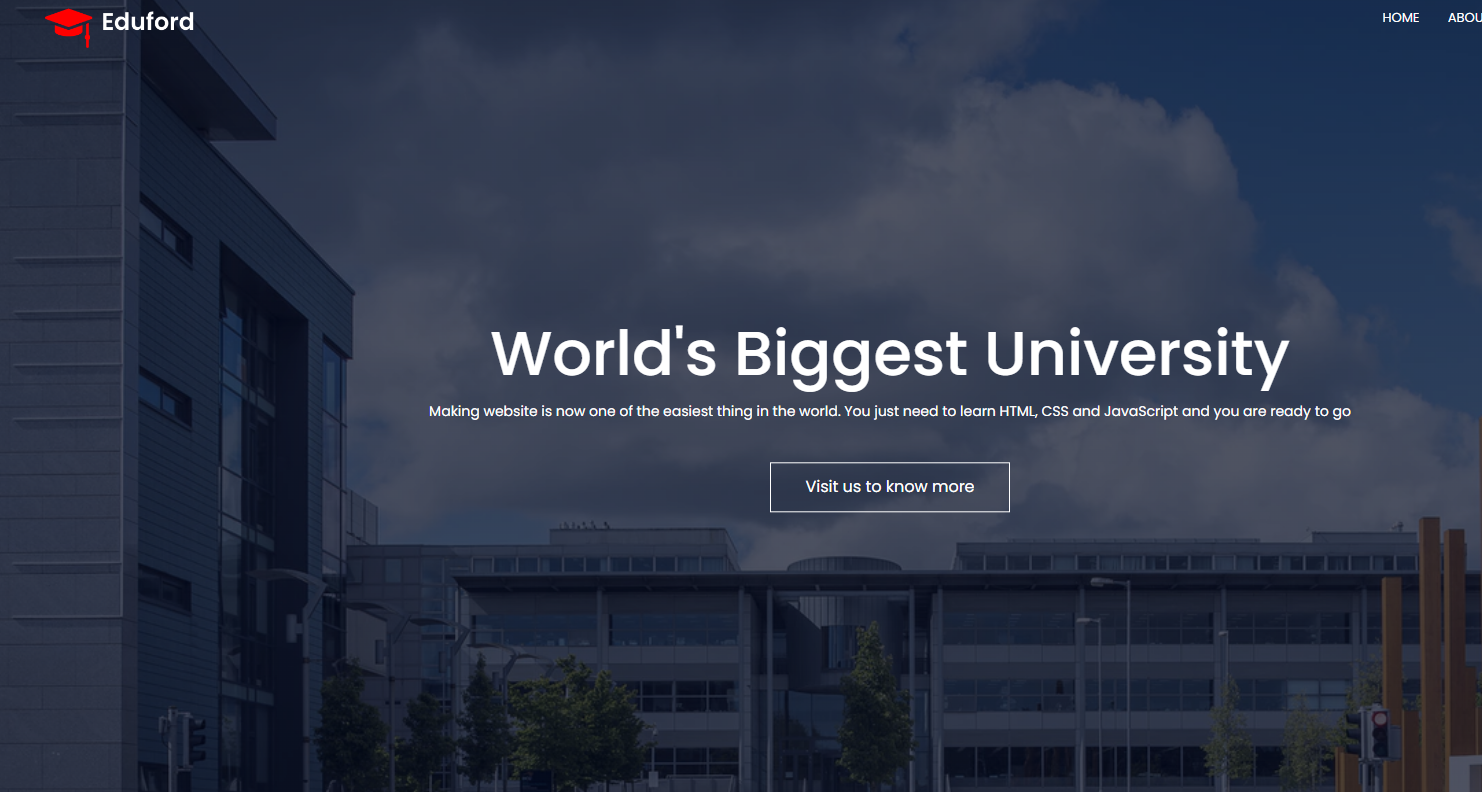 Eduford
HOME
ABOU
World's Biggest University
Making website is now one of the easiest thing in the world. You just need to learn HTML, CSS and JavaScript and you are ready to go
Visit us to know more